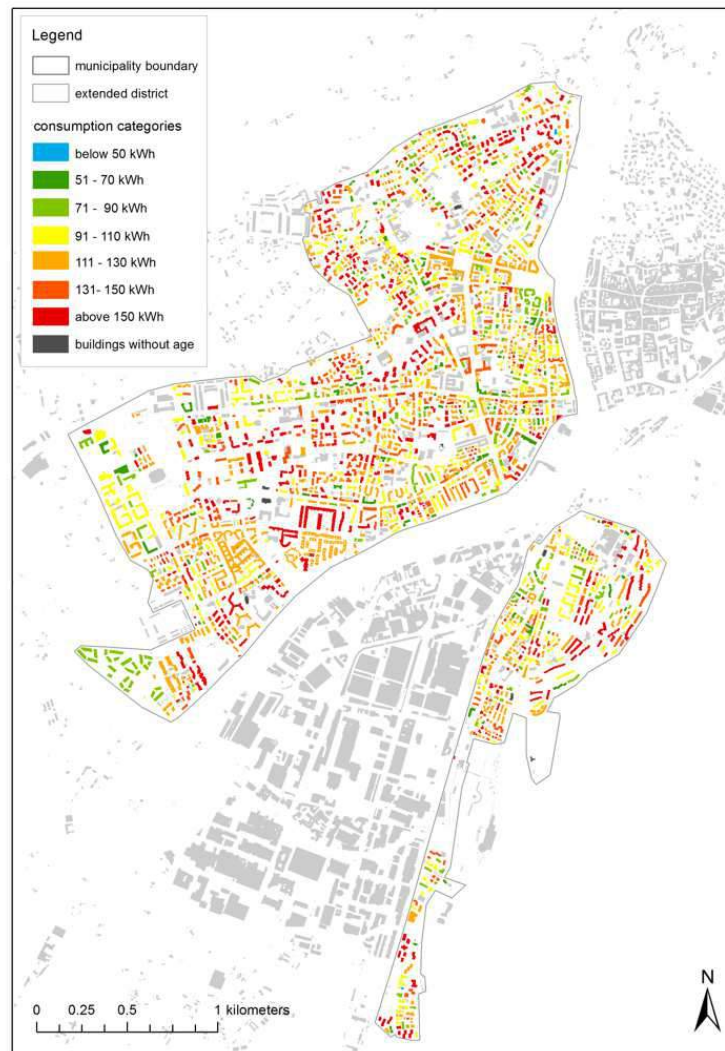 Legend
municipality boundary
extended district
consumption categories
below 50 kWh
51 - 70 kWh
71 - 90 kWh
91 - 110 kWh
111 - 130 kWh
131- 150 kWh
above 150 kWh
buildings without age
N
0 0.25 0.5 1 kilometers